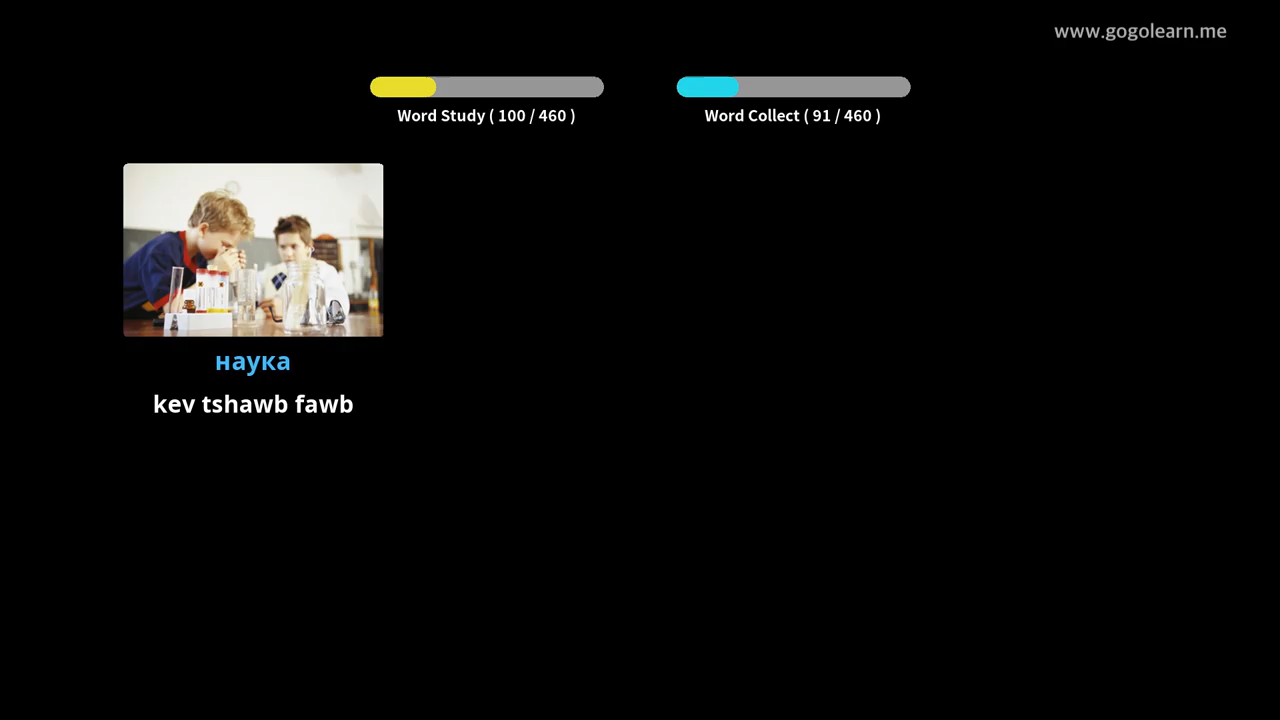 www.gogolearn.me
Word Study ( 100 / 460 )
Word Collect ( 91 / 460 )
наука
kev tshawb fawb